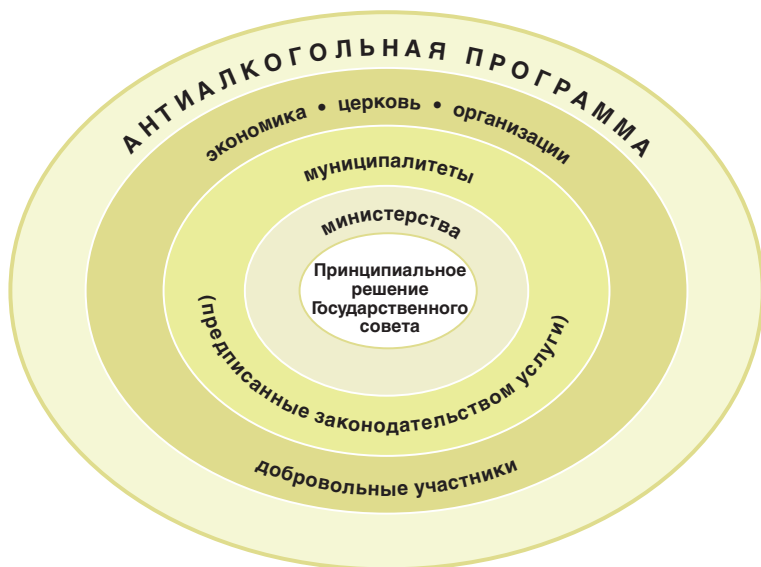 АНТИАЛКОГОЛЬНАЯ ПРОГРАММА
экономика • церковь • организации
муниципалитеты
министерства
Принципиальное
решение
Государственного
совета
(предписанные законодательством услуги)
добровольные участники